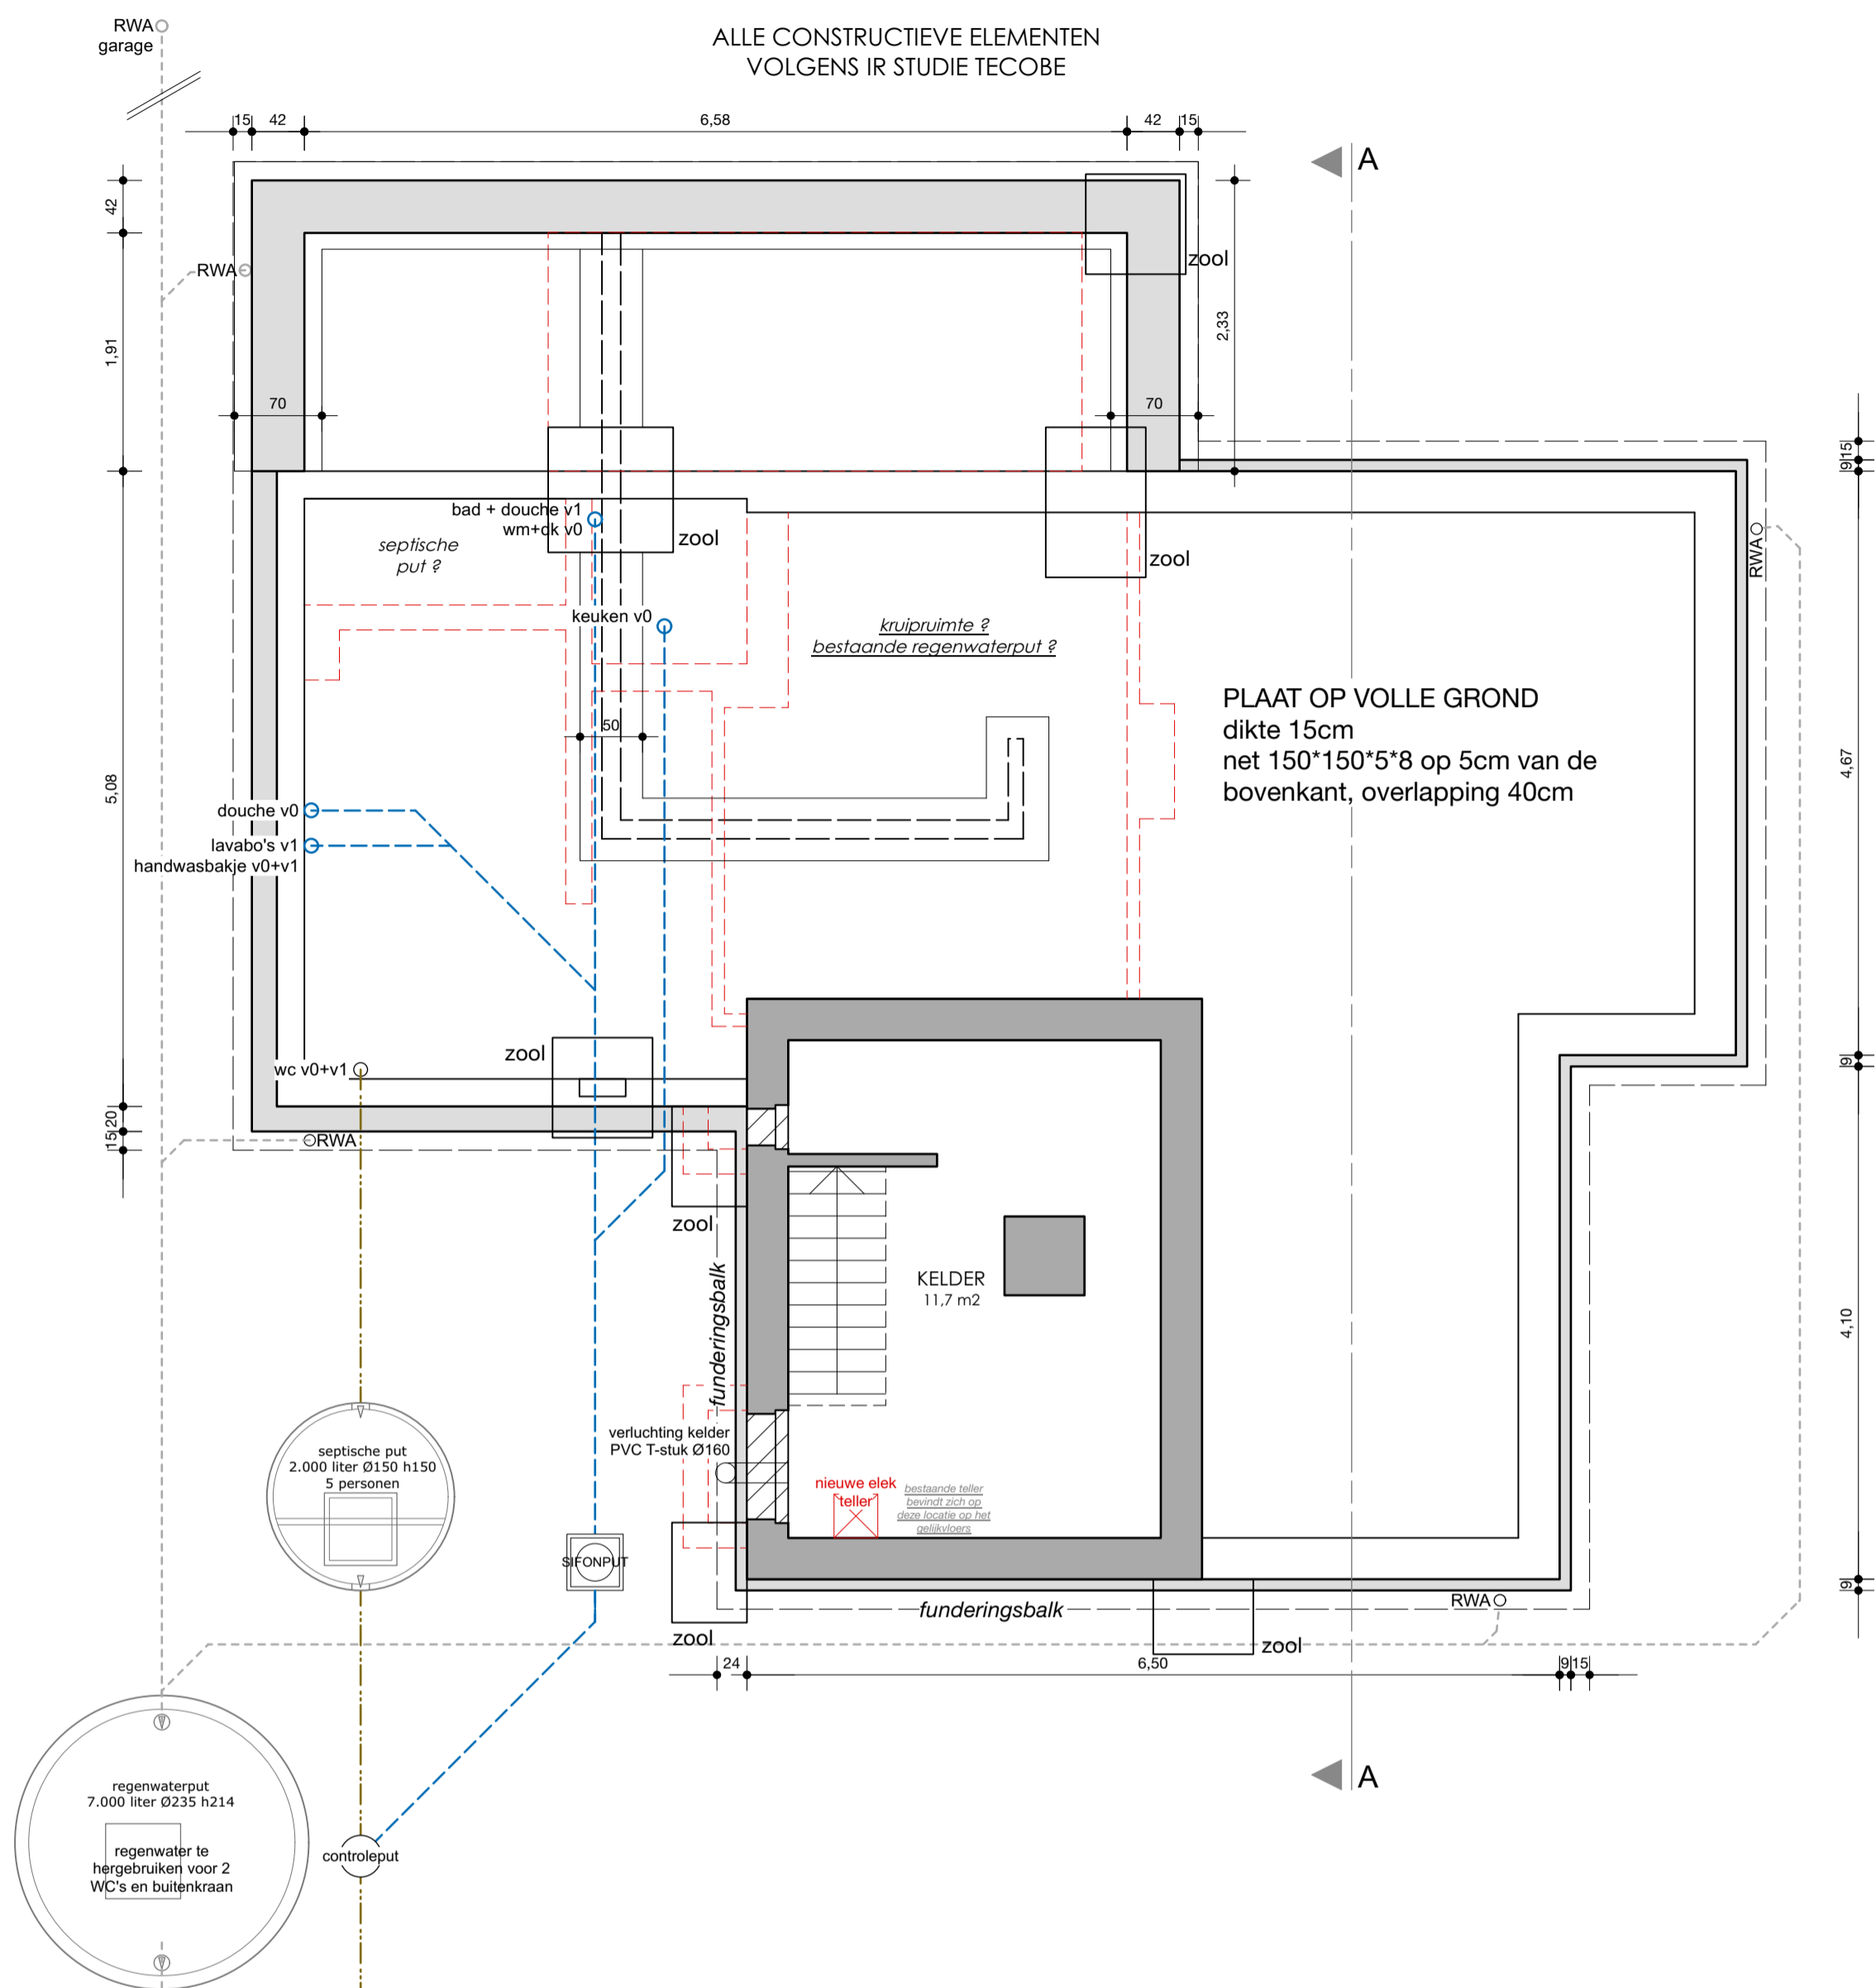 RWA
garage
ALLE CONSTRUCTIEVE ELEMENTEN
VOLGENS IR STUDIE TECOBE
15
42
6,58
42
15
A
42
1,91
RWA
zool
2,33
70
70
915
bad + douche v1
wm+dk v0
zool
zool
septische
put ?
RWA
keuken v0
kruipruimte ?
bestaande regenwaterput ?
PLAAT OP VOLLE GROND
dikte 15cm
net 150*150*5*8 op 5cm van de
bovenkant, overlapping 40cm
50
4,67
5,08
douche v0
lavabo's v1
handwasbakje v0+v1
zool
wc v0+v1
9
15
20
RWA
zool
funderingsbalk
KELDER
11,7 m2
4,10
verluchting kelder
PVC T-stuk Ø160
septische put
2.000 liter Ø150 h150
5 personen
nieuwe elek
teller
bestaande teller
bevindt zich op
deze locatie op het
gelijkvloers
SIFONPUT
9
RWA
funderingsbalk
zool
zool
24
6,50
9
15
A
regenwaterput
7.000 liter Ø235 h214
regenwater te
hergebruiken voor 2
WC's en buitenkraan
controleput